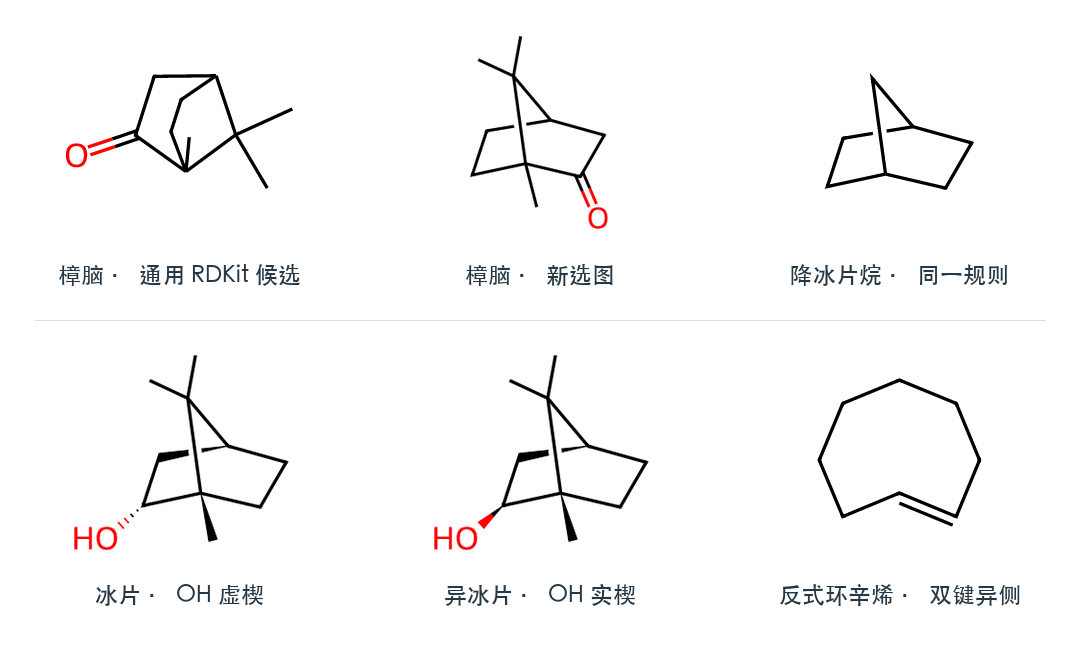 O
O
樟脑 · 通用 RDKit 候选
樟脑 · 新选图
降冰片烷 · 同一规则
HO
HO
冰片 · OH 虚楔
异冰片 · OH 实楔
反式环辛烯 · 双键异侧